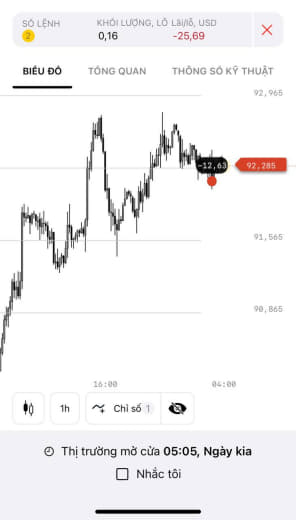 SỐ LỆNH KHỐI LƯỢNG, LÔ Lãi/lỗ, USD
2 0,16 -25,69
BIỂU ĐỒ TỔNG QUAN THÔNG SỐ KỸ THUẬT
92,965
-12,63 92,285
91,565
90,865
16:00 04:00
1h Chỉ số 1
Thị trường mở cửa 05:05, Ngày kia
Nhắc tôi